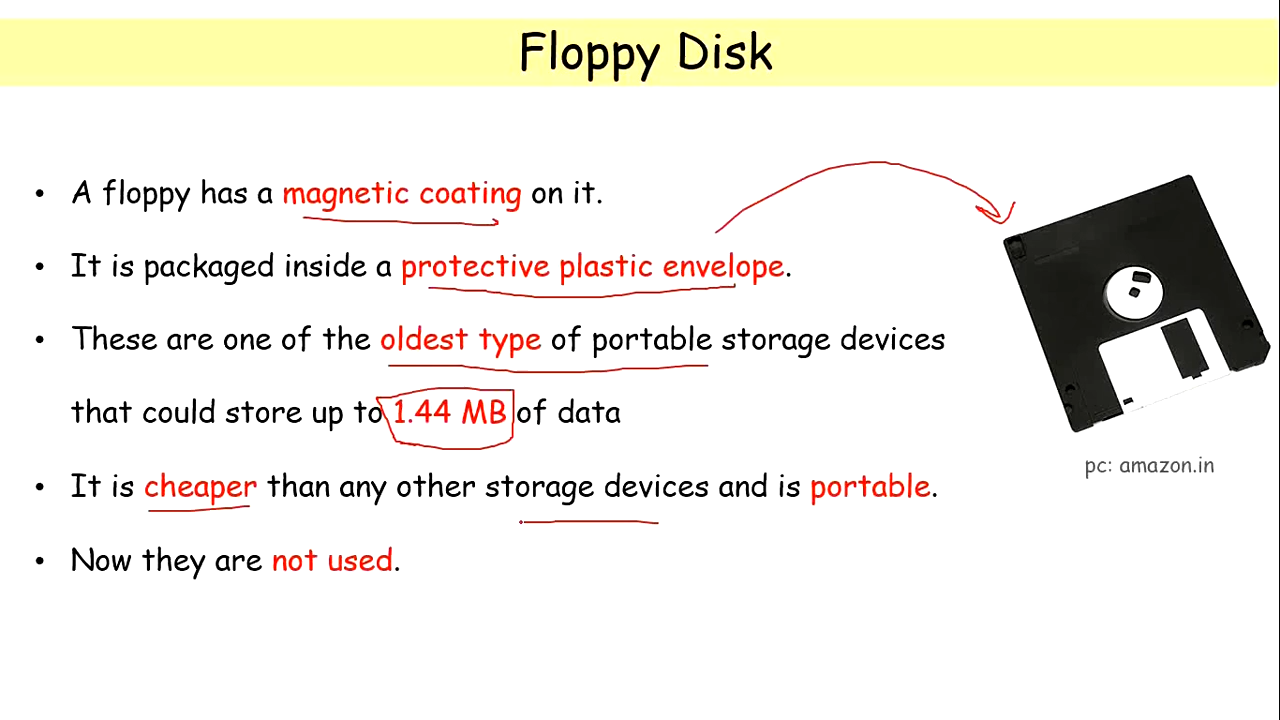 Floppy Disk
• A floppy has a magnetic coating on it.
• It is packaged inside a protective plastic envelope.
• These are one of the oldest type of portable storage devices
that could store up to 1.44 MB of data
• It is cheaper than any other storage devices and is portable.
• Now they are not used.
pc: amazon.in